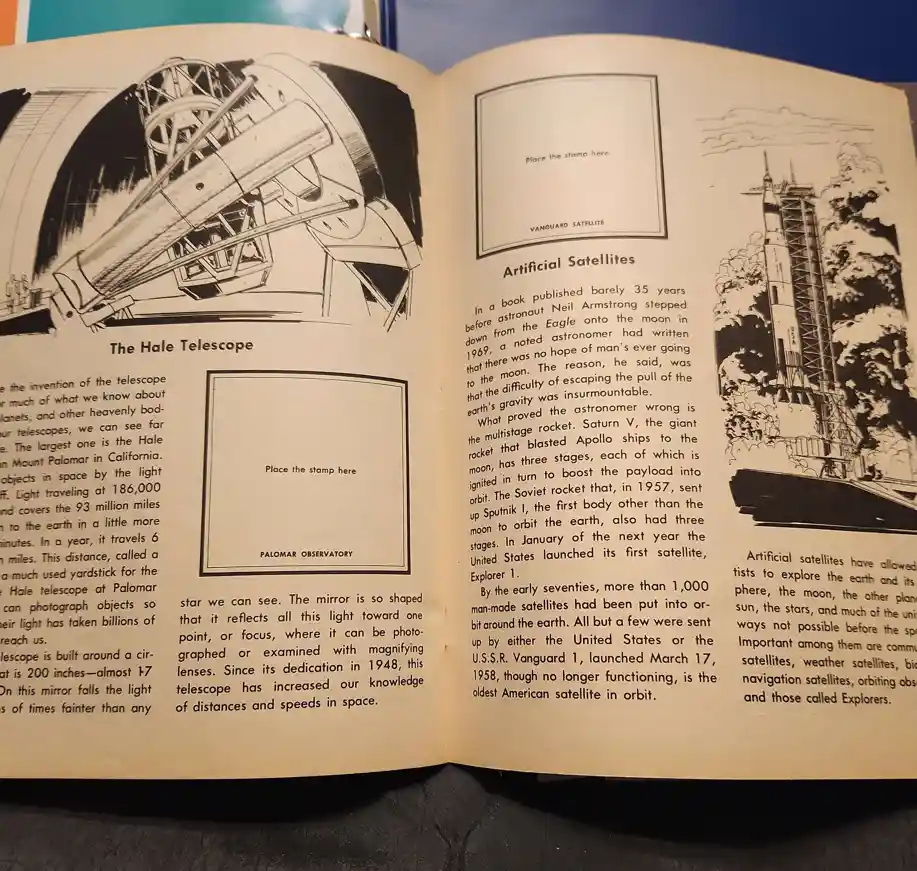 The Hale Telescope
the invention of the telescope
much of what we know about
planets, and other heavenly bod-
our telescopes, we can see far
The largest one is the Hale
Mount Palomar in California.
objects in space by the light
Light traveling at 186,000
covers the 93 million miles
to the earth in a little more
In a year, it travels 6
miles. This distance, called a
a much used yardstick for the
Hale telescope at Palomar
can photograph objects so
light has taken billions of
reach us.
is built around a cir-
is 200 inches—almost 17
On this mirror falls the light
of times fainter than any
Place the stamp here
PALOMAR OBSERVATORY
star we can see. The mirror is so shaped
that it reflects all this light toward one
point, or focus, where it can be photo-
graphed or examined with magnifying
lenses. Since its dedication in 1948, this
telescope has increased our knowledge
of distances and speeds in space.
Place the stamp here
VANGUARD SATELLITE
Artificial Satellites
In a book published barely 35 years
before astronaut Neil Armstrong stepped
down from the Eagle onto the moon in
1969, a noted astronomer had written
that there was no hope of man's ever going
to the moon. The reason, he said, was
that the difficulty of escaping the pull of the
earth's gravity was insurmountable.
What proved the astronomer wrong is
the multistage rocket. Saturn V, the giant
rocket that blasted Apollo ships to the
moon, has three stages, each of which is
ignited in turn to boost the payload into
orbit. The Soviet rocket that, in 1957, sent
up Sputnik I, the first body other than the
moon to orbit the earth, also had three
stages. In January of the next year the
United States launched its first satellite,
Explorer 1.
By the early seventies, more than 1,000
man-made satellites had been put into or-
bit around the earth. All but a few were sent
up by either the United States or the
U.S.S.R. Vanguard 1, launched March 17,
1958, though no longer functioning, is the
oldest American satellite in orbit.
Artificial satellites have allowed
tists to explore the earth and its
phere, the moon, the other
sun, the stars, and much of the
ways not possible before the
Important among them are
satellites, weather satellites,
navigation satellites, orbiting
and those called Explorers.